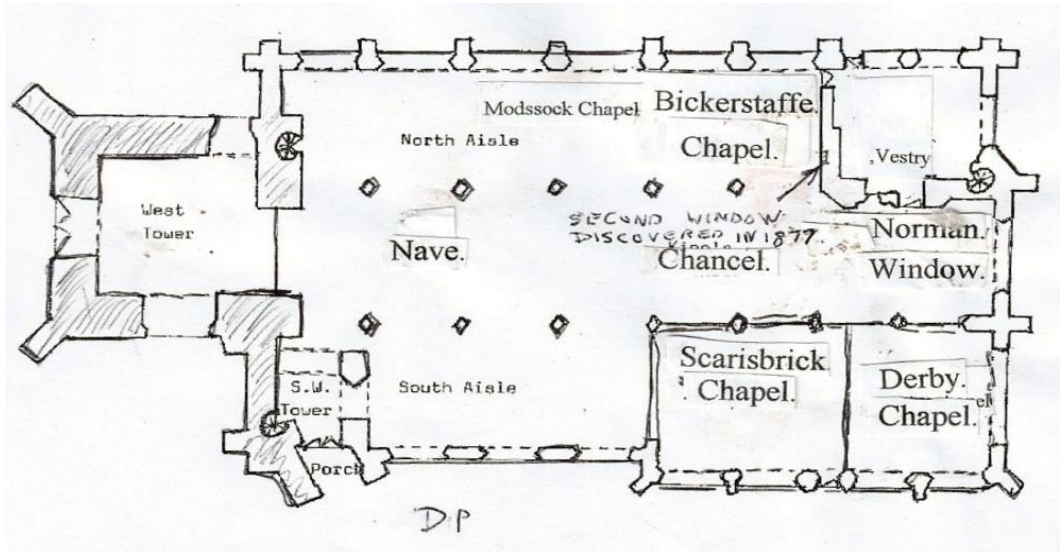 Modssock Chapel
Bickerstaffe.
Chapel.
North Aisle
,Vestry
West
Tower
SECOND WINDOW
DISCOVERED IN 1877.
Nave.
Chancel.
Norman.
Window.
Scarisbrick
Chapel.
Derby.
Chapel.
el
S.W.
Tower
South Aisle
Porch
DP